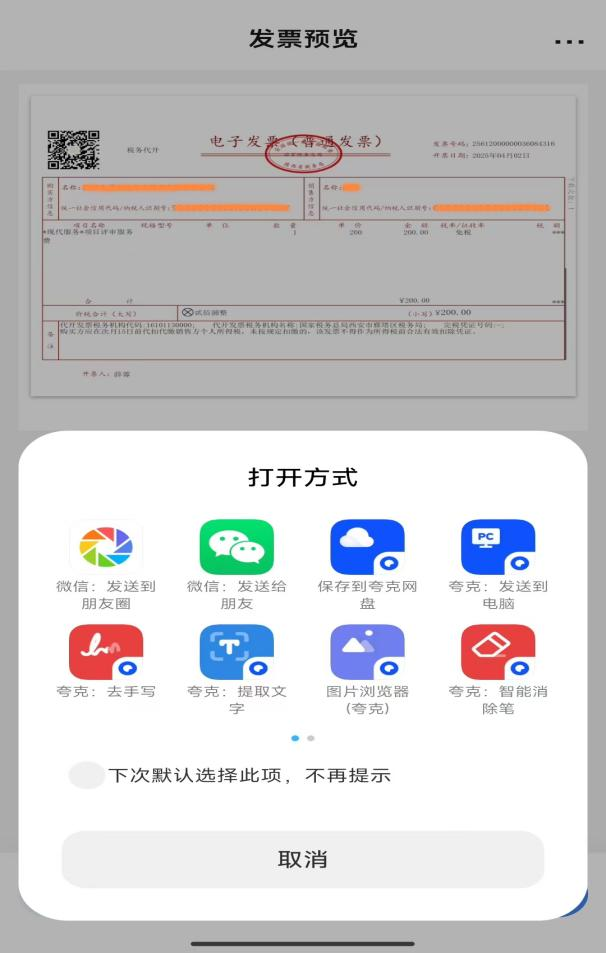 发票预览
电子发票（普通发票）
税务代开
发票号码：25612000000036084316
开票日期：2025年04月02日
购买方信息
名称：
统一社会信用代码/纳税人识别号：
销售方信息
名称：
统一社会信用代码/纳税人识别号：
项目名称 规格型号 单 位 数 量 单 价 金 额 税率/征收率 税 额
*现代服务*项目评审服务 1 200 200.00 免税 ***
费
合 计 ¥200.00 ***
价税合计（大写） ⊗贰佰圆整 （小写）¥200.00
备注
代开发票税务机构代码:16101130000; 代开发票税务机构名称:国家税务总局西安市雁塔区税务局; 完税凭证号码:--;
购买方应在次月15日前代扣代缴销售方个人所得税，未按规定扣缴的，该发票不得作为所得税前合法有效扣除凭证。
开票人：薛蓉
打开方式
微信：发送到
朋友圈
微信：发送给
朋友
保存到夸克网
盘
PC
夸克：发送到
电脑
夸克：去手写
T
夸克：提取文
字
图片浏览器
(夸克)
夸克：智能消
除笔
下次默认选择此项，不再提示
取消